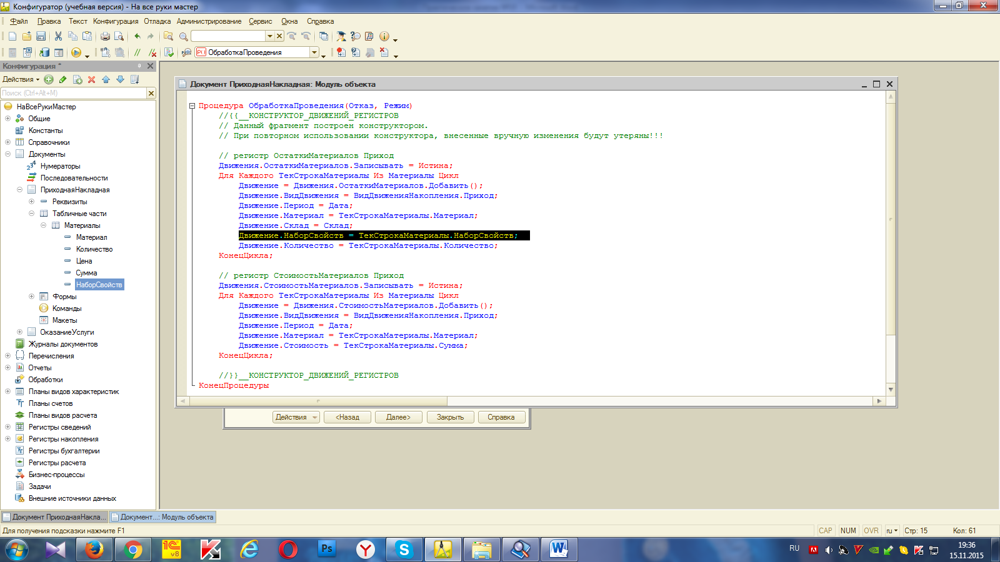 Конфигуратор (учебная версия) - На все руки мастер
Файл Правка Текст Конфигурация Отладка Администрирование Сервис Окна Справка
ОбработкаПроведения
Конфигурация *
Действия
Поиск (Ctrl+Alt+M)
НаВсеРукиМастер
Общие
Константы
Справочники
Документы
Нумераторы
Последовательности
ПриходнаяНакладная
Реквизиты
Табличные части
Материалы
Материал
Количество
Цена
Сумма
НаборСвойств
Формы
Команды
Макеты
ОказаниеУслуги
Журналы документов
Перечисления
Отчеты
Обработки
Планы видов характеристик
Планы счетов
Планы видов расчета
Регистры сведений
Регистры накопления
Регистры бухгалтерии
Регистры расчета
Бизнес-процессы
Задачи
Внешние источники данных
Документ ПриходнаяНакладная: Модуль объекта
Процедура ОбработкаПроведения(Отказ, Режим)
//{{__КОНСТРУКТОР_ДВИЖЕНИЙ_РЕГИСТРОВ
// Данный фрагмент построен конструктором.
// При повторном использовании конструктора, внесенные вручную изменения будут утеряны!!!
// регистр ОстаткиМатериалов Приход
Движения.ОстаткиМатериалов.Записывать = Истина;
Для Каждого ТекСтрокаМатериалы Из Материалы Цикл
Движение = Движения.ОстаткиМатериалов.Добавить();
Движение.ВидДвижения = ВидДвиженияНакопления.Приход;
Движение.Период = Дата;
Движение.Материал = ТекСтрокаМатериалы.Материал;
Движение.Склад = Склад;
Движение.НаборСвойств = ТекСтрокаМатериалы.НаборСвойств;
Движение.Количество = ТекСтрокаМатериалы.Количество;
КонецЦикла;
// регистр СтоимостьМатериалов Приход
Движения.СтоимостьМатериалов.Записывать = Истина;
Для Каждого ТекСтрокаМатериалы Из Материалы Цикл
Движение = Движения.СтоимостьМатериалов.Добавить();
Движение.ВидДвижения = ВидДвиженияНакопления.Приход;
Движение.Период = Дата;
Движение.Материал = ТекСтрокаМатериалы.Материал;
Движение.Стоимость = ТекСтрокаМатериалы.Сумма;
КонецЦикла;
//}}__КОНСТРУКТОР_ДВИЖЕНИЙ_РЕГИСТРОВ
КонецПроцедуры
Действия <Назад Далее> Закрыть Справка
Документ ПриходнаяНакла... Документ...: Модуль объекта
Для получения подсказки нажмите F1
CAP NUM OVR ru Стр: 15 Кол: 61
RU
19:36
15.11.2015